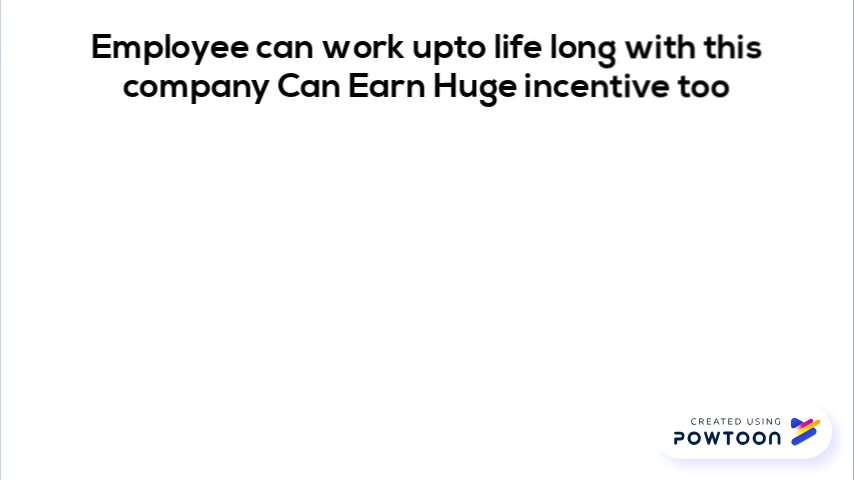 Employee can work upto life long with this
company Can Earn Huge incentive too
CREATED USING
POWTOON